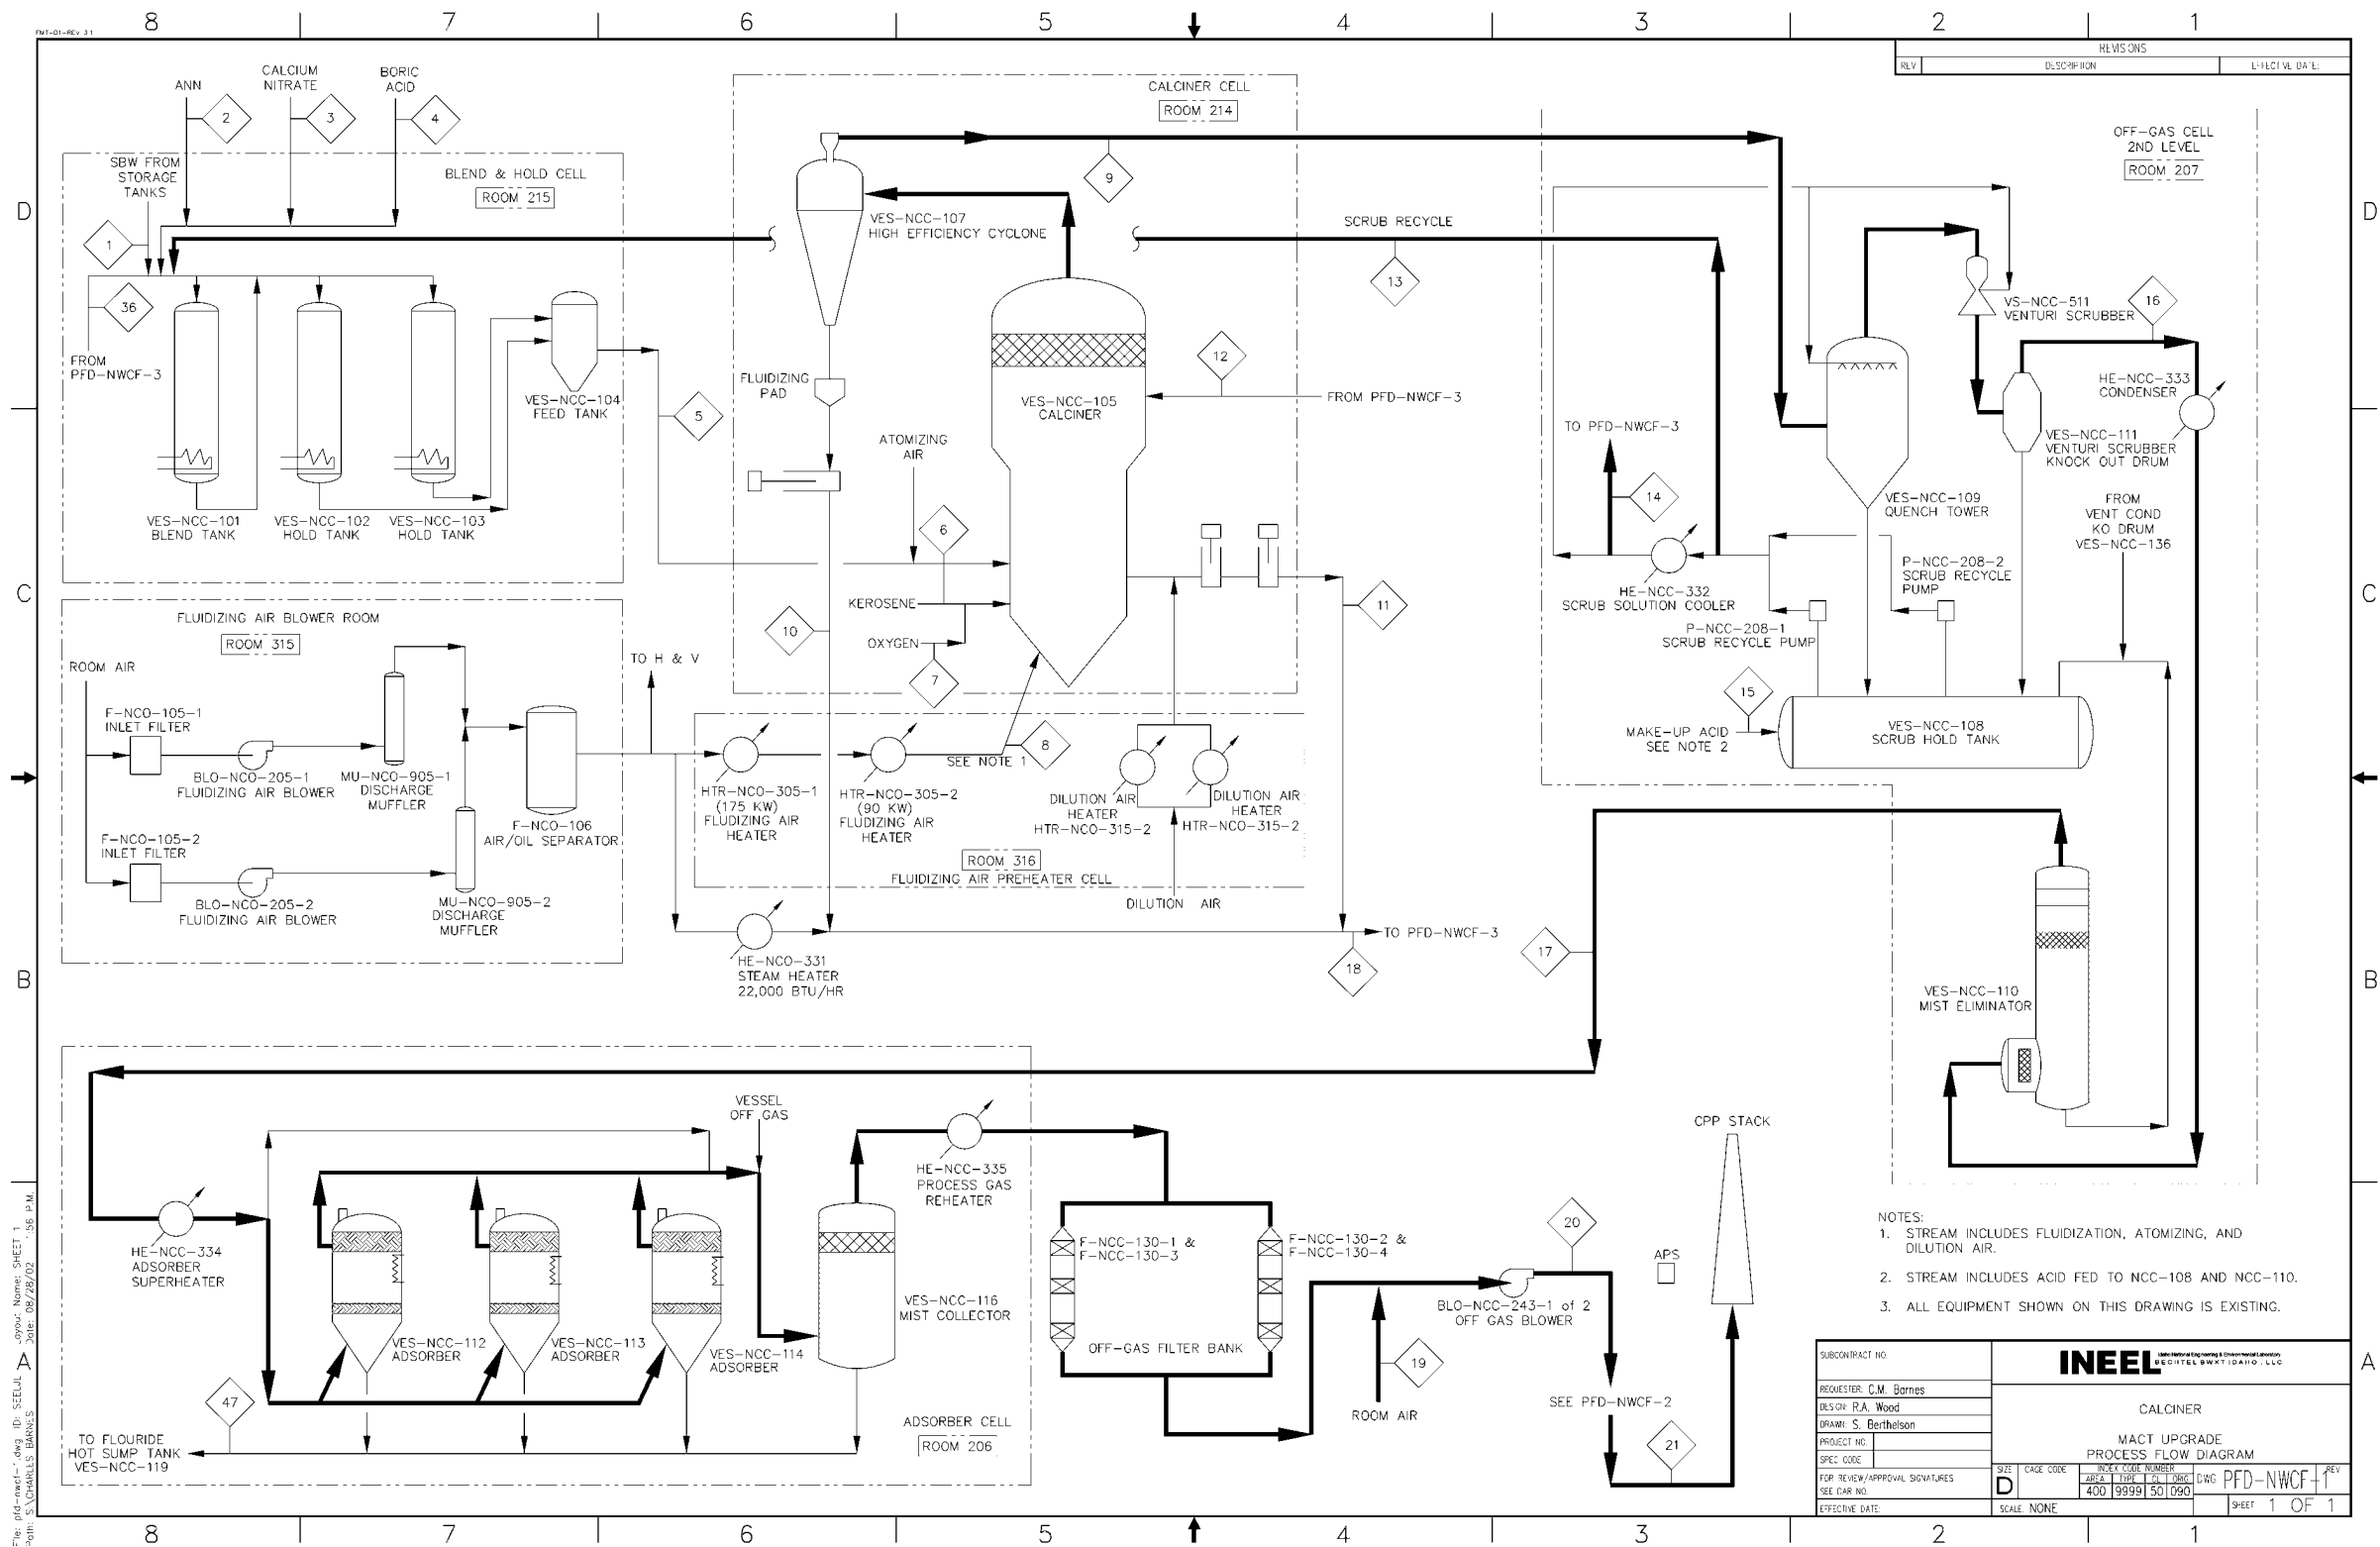 8 7 6 5 4 3 2 1
FMT-01-REV 3.1
REVISIONS
REV DESCRIPTION EFFECTIVE DATE:
D
C
B
A
ANN
2
CALCIUM
NITRATE
3
BORIC
ACID
4
SBW FROM
STORAGE
TANKS
BLEND & HOLD CELL
ROOM 215
1
36
FROM
PFD-NWCF-3
VES-NCC-101
BLEND TANK
VES-NCC-102
HOLD TANK
VES-NCC-103
HOLD TANK
VES-NCC-104
FEED TANK
5
CALCINER CELL
ROOM 214
9
VES-NCC-107
HIGH EFFICIENCY CYCLONE
SCRUB RECYCLE
13
FLUIDIZING
PAD
VES-NCC-105
CALCINER
12
FROM PFD-NWCF-3
ATOMIZING
AIR
6
KEROSENE
OXYGEN
7
10
11
OFF-GAS CELL
2ND LEVEL
ROOM 207
VS-NCC-511
VENTURI SCRUBBER
16
HE-NCC-333
CONDENSER
VES-NCC-111
VENTURI SCRUBBER
KNOCK OUT DRUM
TO PFD-NWCF-3
14
VES-NCC-109
QUENCH TOWER
FROM
VENT COND
KO DRUM
VES-NCC-136
HE-NCC-332
SCRUB SOLUTION COOLER
P-NCC-208-2
SCRUB RECYCLE
PUMP
P-NCC-208-1
SCRUB RECYCLE PUMP
15
MAKE-UP ACID
SEE NOTE 2
VES-NCC-108
SCRUB HOLD TANK
FLUIDIZING AIR BLOWER ROOM
ROOM 315
ROOM AIR
F-NCO-105-1
INLET FILTER
BLO-NCO-205-1
FLUIDIZING AIR BLOWER
MU-NCO-905-1
DISCHARGE
MUFFLER
F-NCO-105-2
INLET FILTER
BLO-NCO-205-2
FLUIDIZING AIR BLOWER
MU-NCO-905-2
DISCHARGE
MUFFLER
F-NCO-106
AIR/OIL SEPARATOR
TO H & V
HTR-NCO-305-1
(175 KW)
FLUDIZING AIR
HEATER
HTR-NCO-305-2
(90 KW)
FLUDIZING AIR
HEATER
SEE NOTE 1
8
DILUTION AIR
HEATER
HTR-NCO-315-2
DILUTION AIR
HEATER
HTR-NCO-315-2
ROOM 316
FLUIDIZING AIR PREHEATER CELL
DILUTION AIR
HE-NCO-331
STEAM HEATER
22,000 BTU/HR
TO PFD-NWCF-3
18
17
VES-NCC-110
MIST ELIMINATOR
VESSEL
OFF GAS
HE-NCC-334
ADSORBER
SUPERHEATER
VES-NCC-112
ADSORBER
VES-NCC-113
ADSORBER
VES-NCC-114
ADSORBER
VES-NCC-116
MIST COLLECTOR
HE-NCC-335
PROCESS GAS
REHEATER
47
TO FLOURIDE
HOT SUMP TANK
VES-NCC-119
ADSORBER CELL
ROOM 206
F-NCC-130-1 &
F-NCC-130-3
F-NCC-130-2 &
F-NCC-130-4
OFF-GAS FILTER BANK
19
ROOM AIR
20
BLO-NCC-243-1 of 2
OFF GAS BLOWER
SEE PFD-NWCF-2
21
APS
CPP STACK
NOTES:
1. STREAM INCLUDES FLUIDIZATION, ATOMIZING, AND
DILUTION AIR.
2. STREAM INCLUDES ACID FED TO NCC-108 AND NCC-110.
3. ALL EQUIPMENT SHOWN ON THIS DRAWING IS EXISTING.
SUBCONTRACT NO.
REQUESTER: C.M. Barnes
DESIGN: R.A. Wood
DRAWN: S. Berthelson
PROJECT NO.
SPEC CODE
FOR REVIEW/APPROVAL SIGNATURES
SEE DAR NO.
EFFECTIVE DATE:
INEEL
Idaho National Engineering & Environmental Laboratory
BECHTEL BWXT IDAHO, LLC
CALCINER
MACT UPGRADE
PROCESS FLOW DIAGRAM
SIZE D
CAGE CODE
INDEX CODE NUMBER
AREA TYPE CL ORIG
400 9999 50 090
DWG PFD-NWCF-1
REV
SCALE: NONE
SHEET 1 OF 1
D
C
B
A
8 7 6 5 4 3 2 1